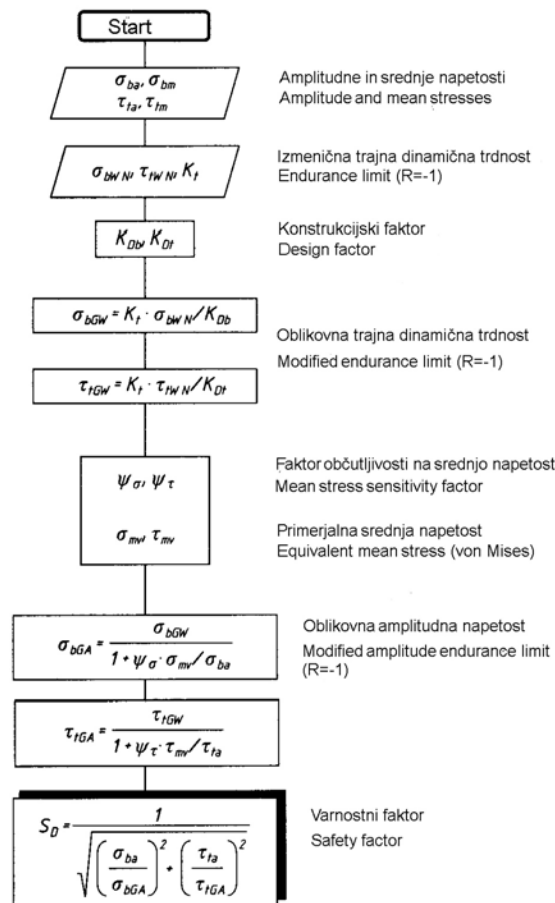 Start
σba, σbm
τta, τtm
Amplitudne in srednje napetosti
Amplitude and mean stresses
σbWN, τtWN, Kt
Izmenična trajna dinamična trdnost
Endurance limit (R=-1)
KDb, KDt
Konstrukcijski faktor
Design factor
σbGW = Kt · σbWN / KDb
Oblikovna trajna dinamična trdnost
Modified endurance limit (R=-1)
τtGW = Kt · τtWN / KDt
ψσ, ψτ
Faktor občutljivosti na srednjo napetost
Mean stress sensitivity factor
σmv, τmv
Primerjalna srednja napetost
Equivalent mean stress (von Mises)
σbGA = σbGW / (1 + ψσ · σmv / σba)
Oblikovna amplitudna napetost
Modified amplitude endurance limit
(R=-1)
τtGA = τtGW / (1 + ψτ · τmv / τta)
SD = 1 / √((σba / σbGA)² + (τta / τtGA)²)
Varnostni faktor
Safety factor